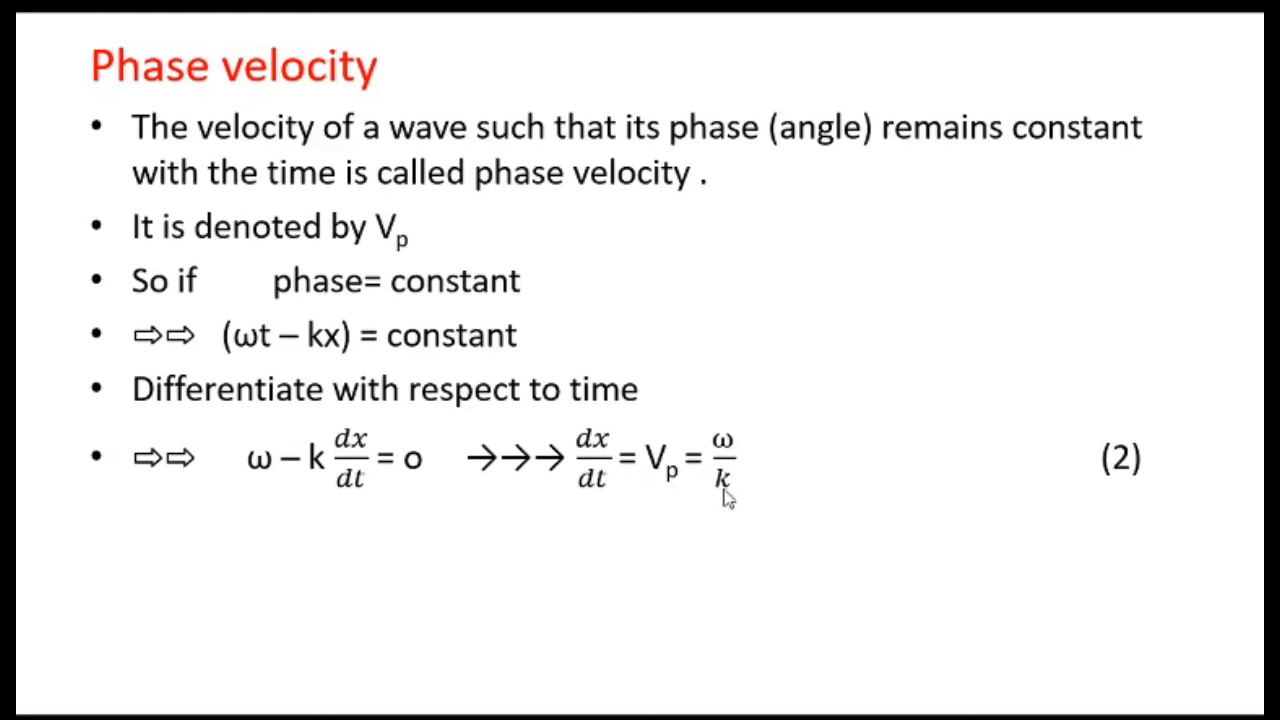 Phase velocity
• The velocity of a wave such that its phase (angle) remains constant
with the time is called phase velocity .
• It is denoted by Vₚ
• So if phase= constant
• ⇨⇨ (ωt – kx) = constant
• Differentiate with respect to time
• ⇨⇨ ω – k dx/dt = o →→→ dx/dt = Vₚ = ω/k (2)